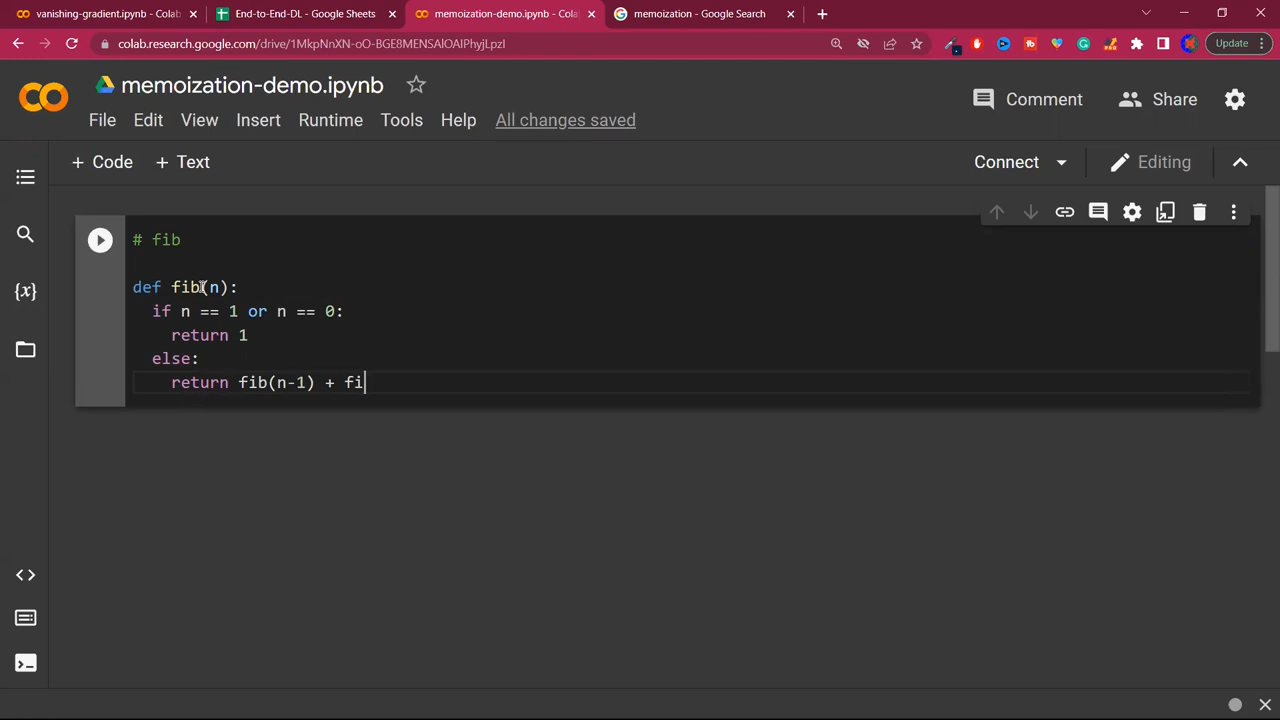 vanishing-gradient.ipynb - Colab
End-to-End-DL - Google Sheets
memoization-demo.ipynb - Colab
memoization - Google Search
colab.research.google.com/drive/1MkpNnXN-oO-BGE8MENSAlOAIPhyjLpzI
Update
memoization-demo.ipynb
Comment
Share
File Edit View Insert Runtime Tools Help All changes saved
+ Code + Text
Connect
Editing
# fib
def fib(n):
if n == 1 or n == 0:
return 1
else:
return fib(n-1) + fi